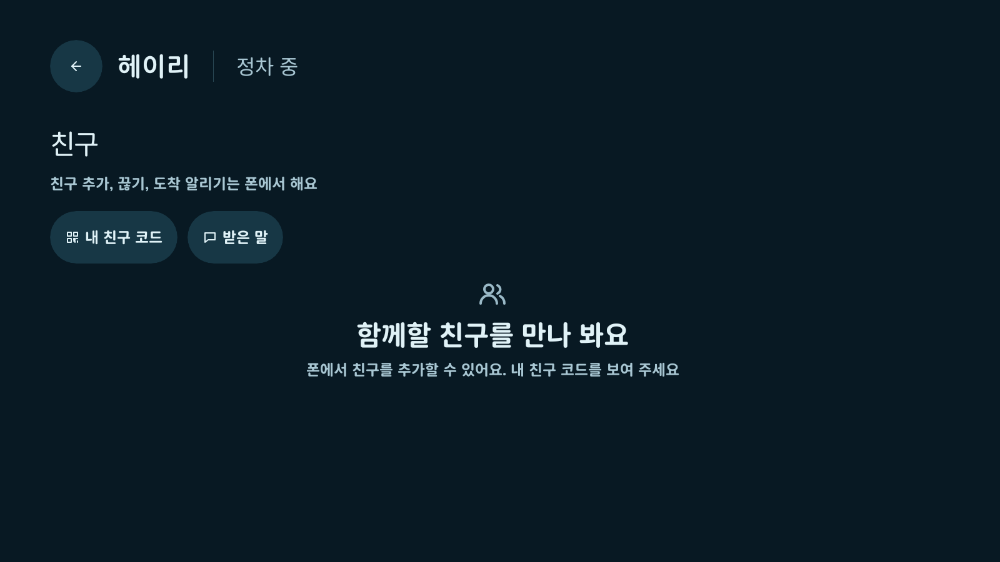 헤이리
정차 중
친구
친구 추가, 끊기, 도착 알리기는 폰에서 해요
내 친구 코드
받은 말
함께할 친구를 만나 봐요
폰에서 친구를 추가할 수 있어요. 내 친구 코드를 보여 주세요